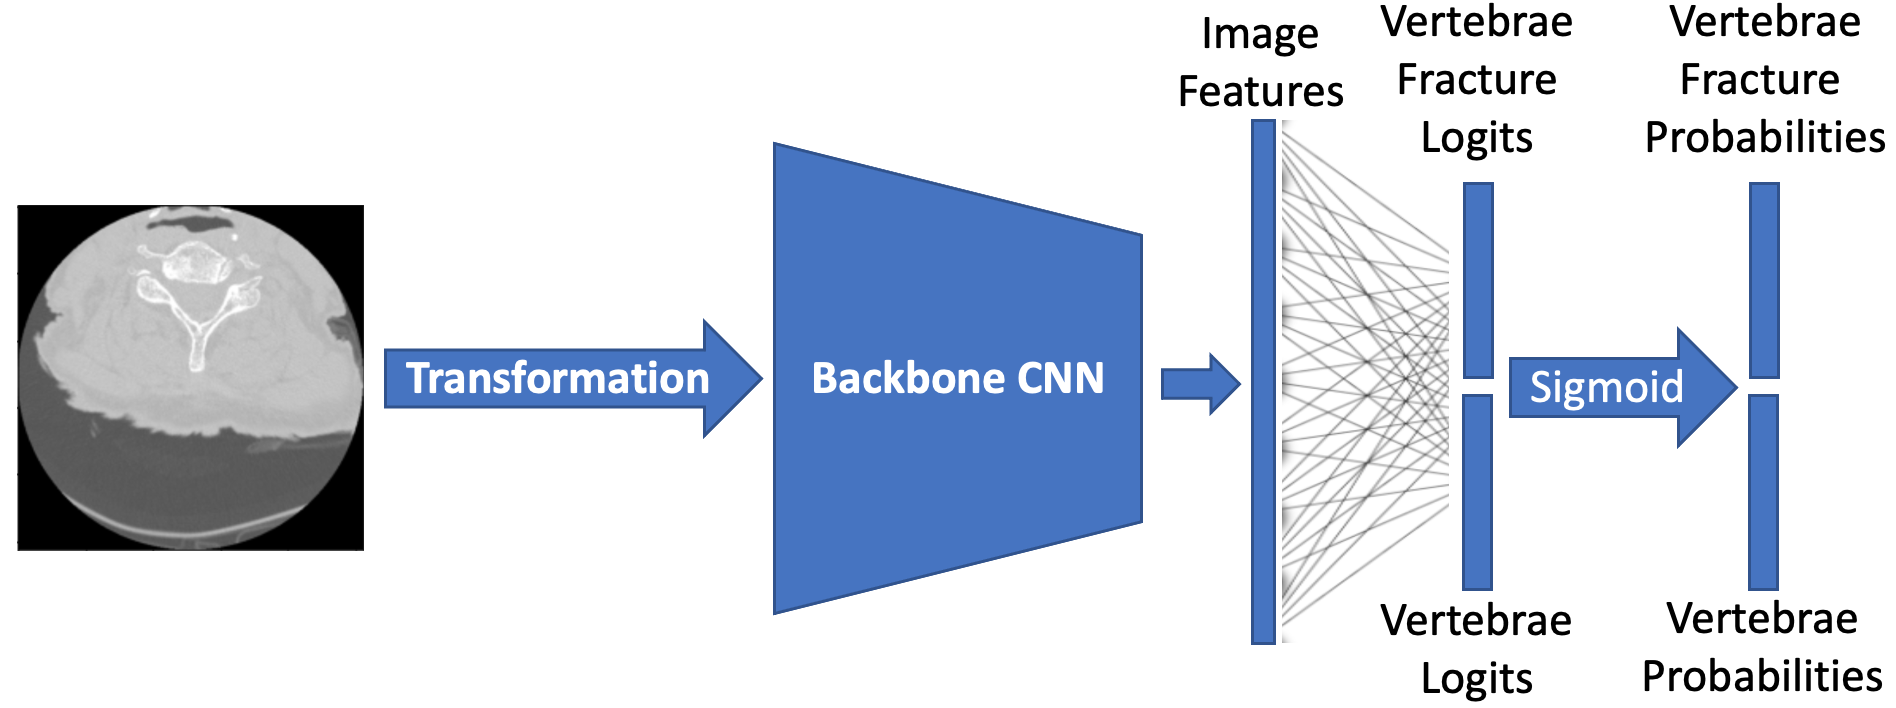 Image
Features
Vertebrae
Fracture
Logits
Vertebrae
Fracture
Probabilities
Transformation
Backbone CNN
Sigmoid
Vertebrae
Logits
Vertebrae
Probabilities